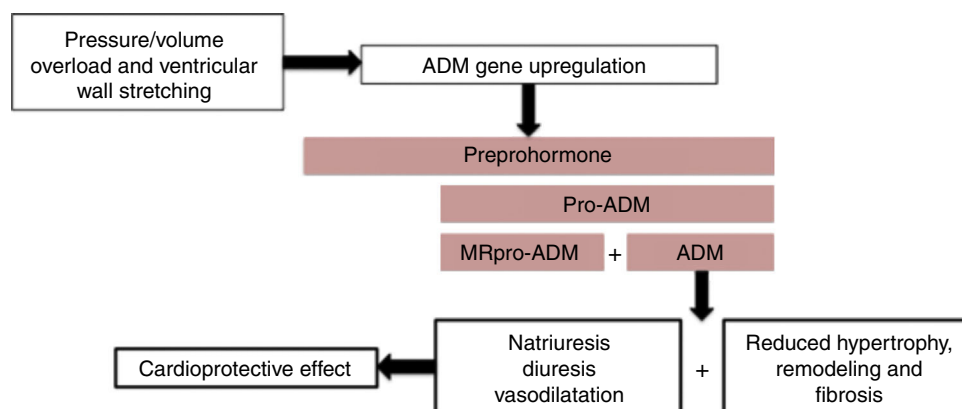 Pressure/volume
overload and ventricular
wall stretching
ADM gene upregulation
Preprohormone
Pro-ADM
MRpro-ADM + ADM
Natriuresis
diuresis
vasodilatation
+
Reduced hypertrophy,
remodeling and
fibrosis
Cardioprotective effect